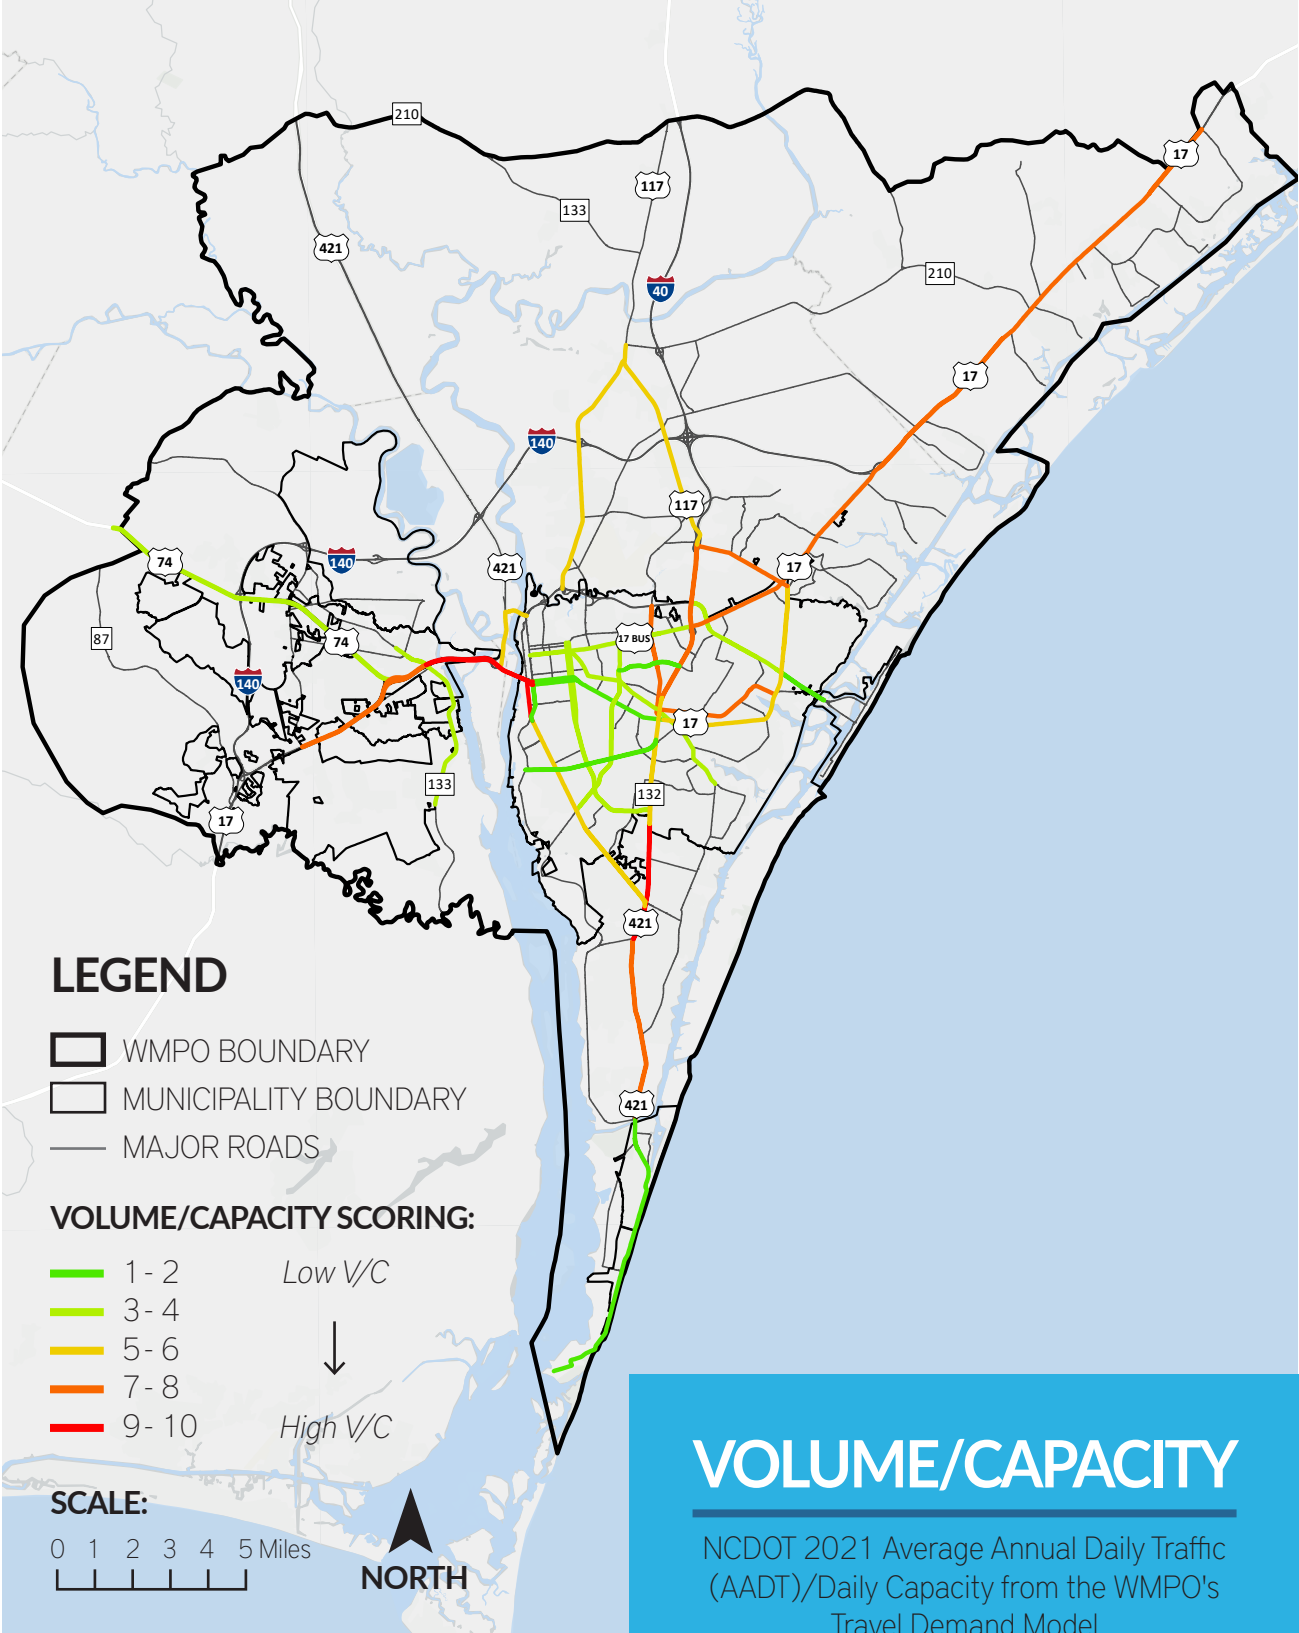 210
17
117
133
421
210
40
17
140
117
74
140
421
17
87
74
17 BUS
140
17
133
132
17
421
421
LEGEND
WMPO BOUNDARY
MUNICIPALITY BOUNDARY
MAJOR ROADS
VOLUME/CAPACITY SCORING:
1 - 2 Low V/C
3 - 4
5 - 6
7 - 8
9 - 10 High V/C
SCALE:
0 1 2 3 4 5 Miles
NORTH
VOLUME/CAPACITY
NCDOT 2021 Average Annual Daily Traffic
(AADT)/Daily Capacity from the WMPO's
Travel Demand Model